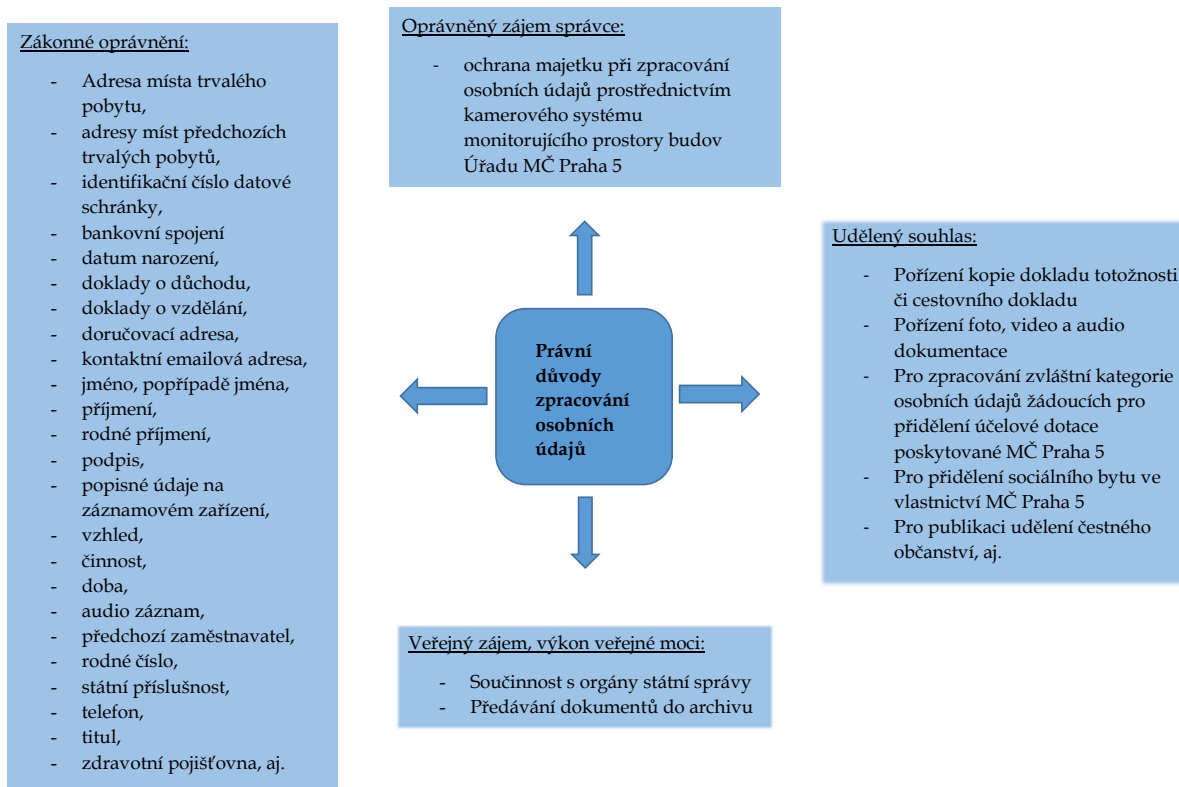 Zákonné oprávnění:
- Adresa místa trvalého
pobytu,
- adresy míst předchozích
trvalých pobytů,
- identifikační číslo datové
schránky,
- bankovní spojení
- datum narození,
- doklady o důchodu,
- doklady o vzdělání,
- doručovací adresa,
- kontaktní emailová adresa,
- jméno, popřípadě jména,
- příjmení,
- rodné příjmení,
- podpis,
- popisné údaje na
záznamovém zařízení,
- vzhled,
- činnost,
- doba,
- audio záznam,
- předchozí zaměstnavatel,
- rodné číslo,
- státní příslušnost,
- telefon,
- titul,
- zdravotní pojišťovna, aj.
Oprávněný zájem správce:
- ochrana majetku při zpracování
osobních údajů prostřednictvím
kamerového systému
monitorujícího prostory budov
Úřadu MČ Praha 5
Právní
důvody
zpracování
osobních
údajů
Udělený souhlas:
- Pořízení kopie dokladu totožnosti
či cestovního dokladu
- Pořízení foto, video a audio
dokumentace
- Pro zpracování zvláštní kategorie
osobních údajů žádoucích pro
přidělení účelové dotace
poskytované MČ Praha 5
- Pro přidělení sociálního bytu ve
vlastnictví MČ Praha 5
- Pro publikaci udělení čestného
občanství, aj.
Veřejný zájem, výkon veřejné moci:
- Součinnost s orgány státní správy
- Předávání dokumentů do archivu